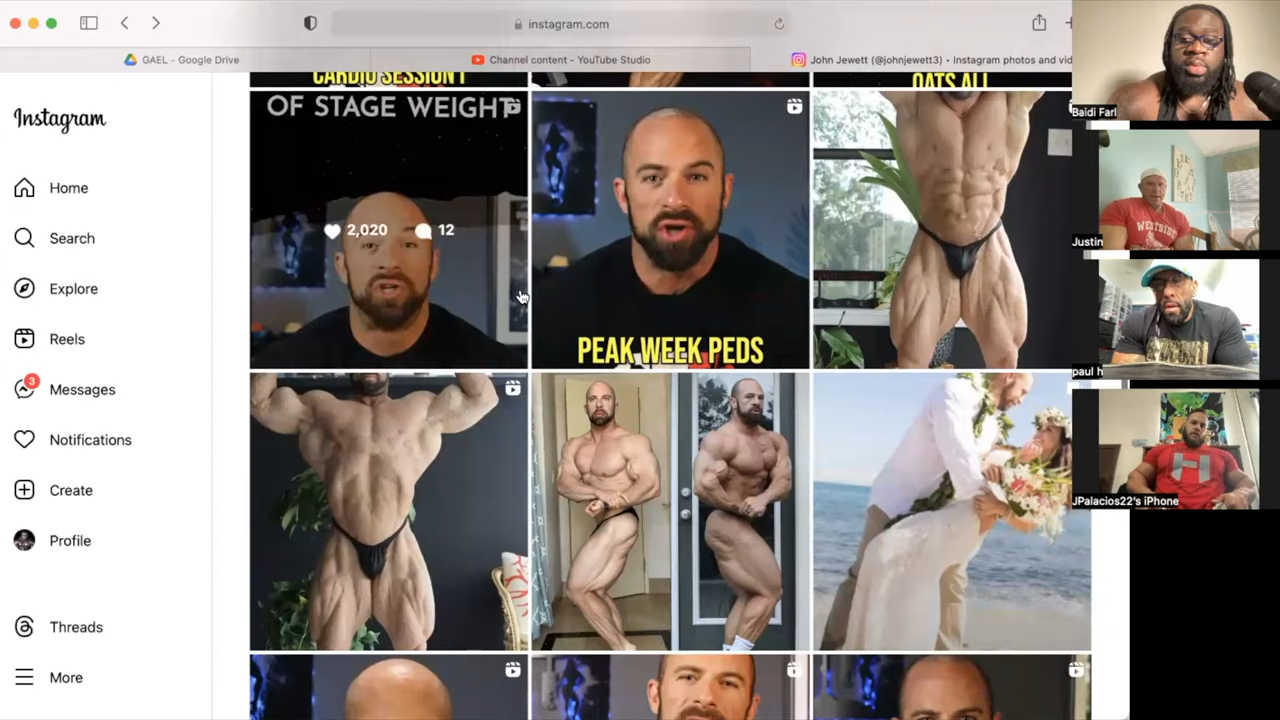 instagram.com
GAEL - Google Drive
Channel content - YouTube Studio
John Jewett (@johnjewett3) • Instagram photos and vid
Instagram
Home
Search
Explore
Reels
3
Messages
Notifications
Create
Profile
Threads
More
CARDIO SESSION
OATS ALL
OF STAGE WEIGHT
2,020
12
PEAK WEEK PEDS
Baidi Farl
Justin
WESTSIDE
paul h
H
JPalacios22's iPhone